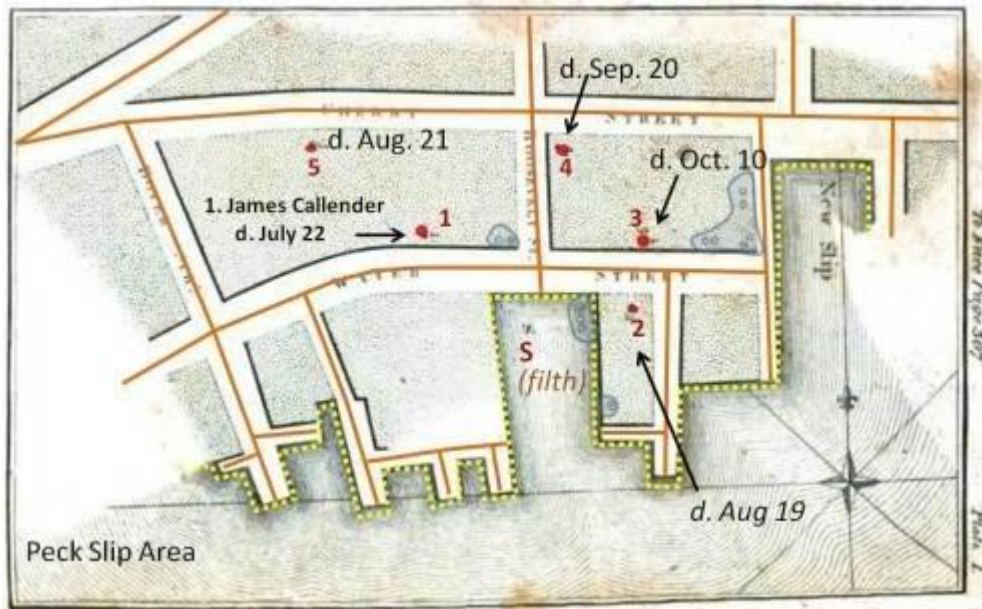 d. Sep. 20
CHERRY STREET
5
d. Aug. 21
4
d. Oct. 10
1. James Callender
d. July 22
1
3
WATER STREET
New Slip
2
S
(filth)
d. Aug 19
Peck Slip Area
Plate I.